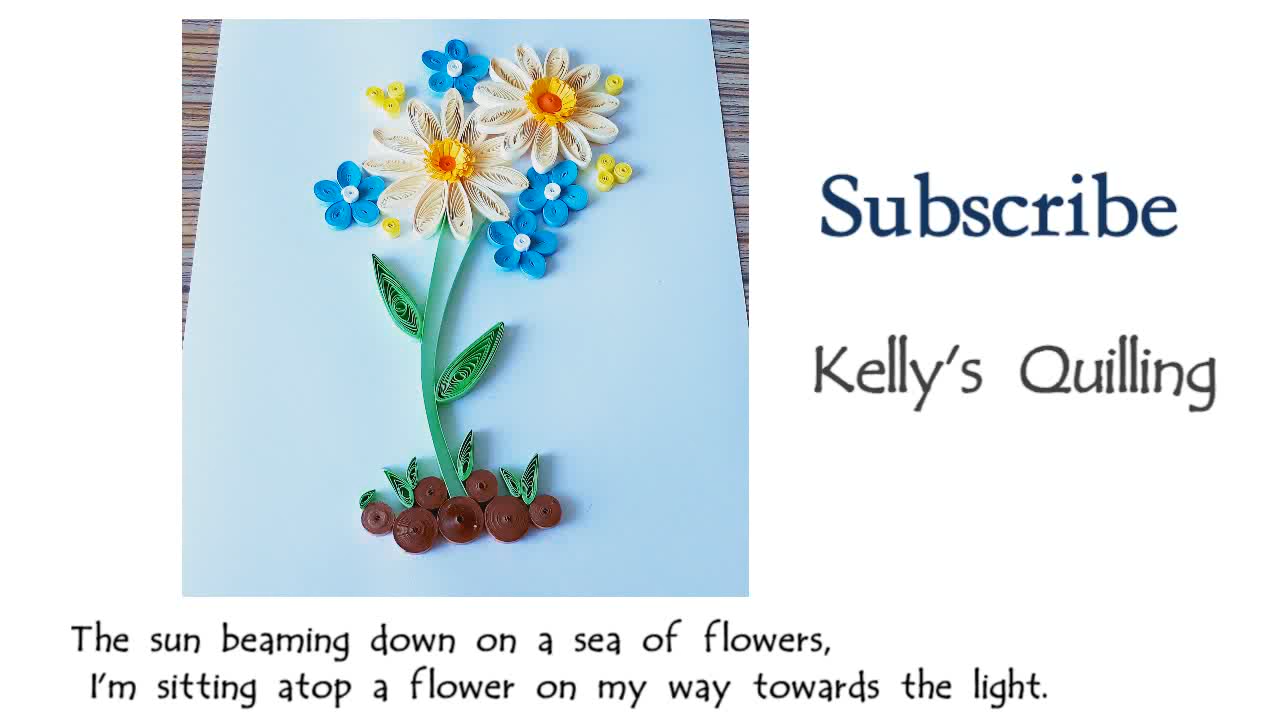 Subscribe
Kelly's Quilling
The sun beaming down on a sea of flowers,
I'm sitting atop a flower on my way towards the light.